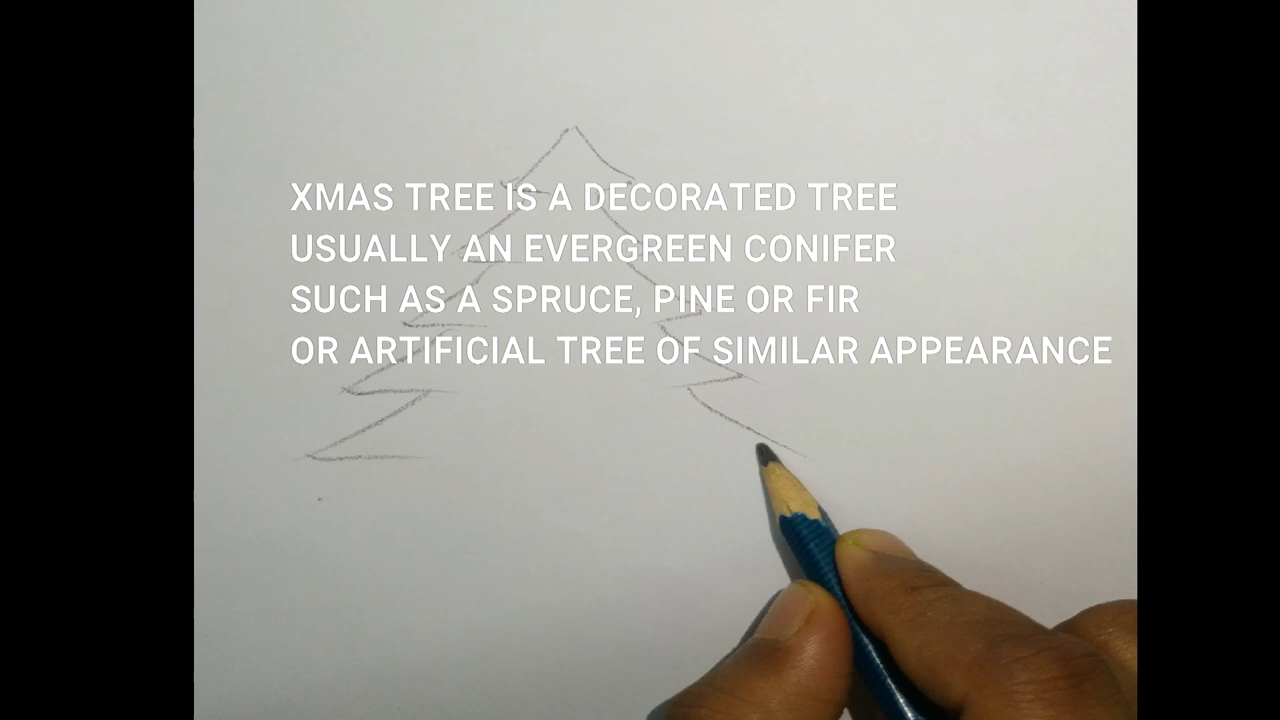 XMAS TREE IS A DECORATED TREE
USUALLY AN EVERGREEN CONIFER
SUCH AS A SPRUCE, PINE OR FIR
OR ARTIFICIAL TREE OF SIMILAR APPEARANCE